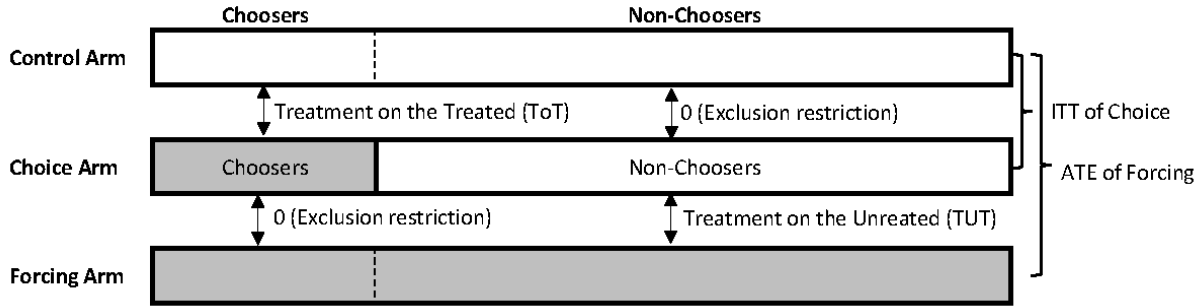 Choosers Non-Choosers
Control Arm
Treatment on the Treated (ToT) 0 (Exclusion restriction)
ITT of Choice
Choice Arm Choosers Non-Choosers
ATE of Forcing
0 (Exclusion restriction) Treatment on the Unreated (TUT)
Forcing Arm